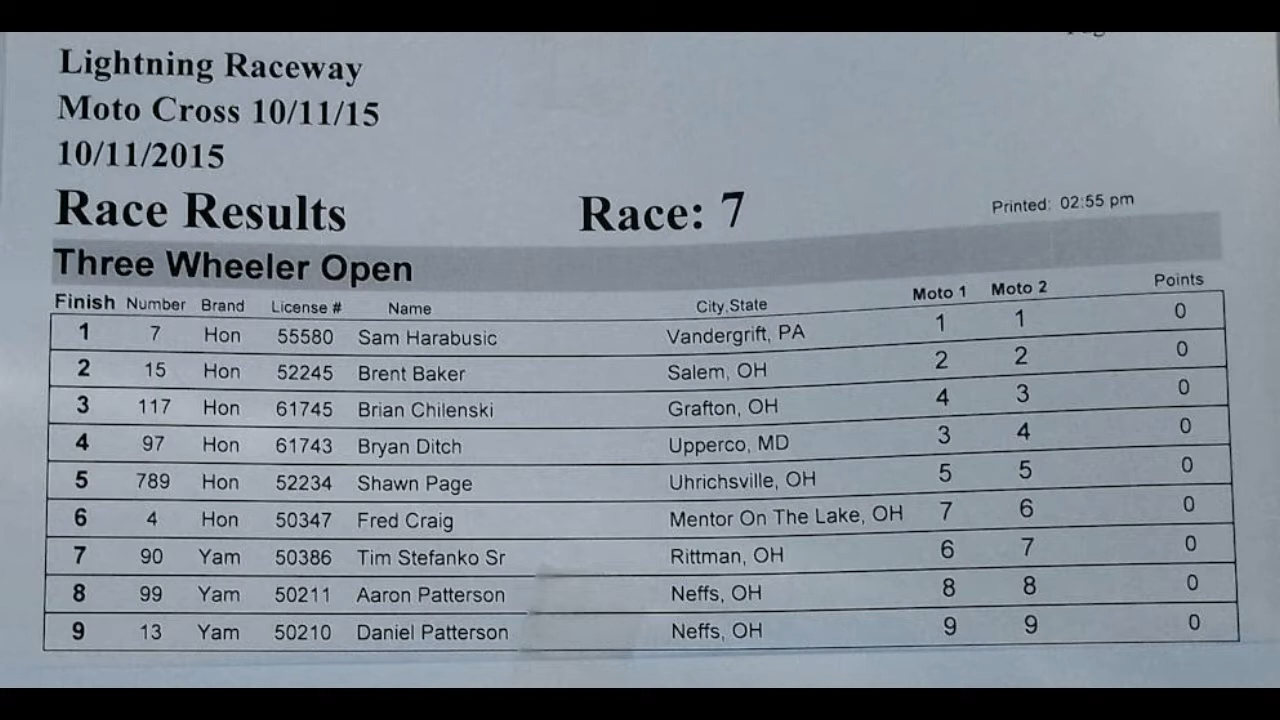 Lightning Raceway
Moto Cross 10/11/15
10/11/2015
Race Results Race: 7 Printed: 02:55 pm
Three Wheeler Open
Finish Number Brand License # Name City,State Moto 1 Moto 2 Points
1 7 Hon 55580 Sam Harabusic Vandergrift, PA 1 1 0
2 15 Hon 52245 Brent Baker Salem, OH 2 2 0
3 117 Hon 61745 Brian Chilenski Grafton, OH 4 3 0
4 97 Hon 61743 Bryan Ditch Upperco, MD 3 4 0
5 789 Hon 52234 Shawn Page Uhrichsville, OH 5 5 0
6 4 Hon 50347 Fred Craig Mentor On The Lake, OH 7 6 0
7 90 Yam 50386 Tim Stefanko Sr Rittman, OH 6 7 0
8 99 Yam 50211 Aaron Patterson Neffs, OH 8 8 0
9 13 Yam 50210 Daniel Patterson Neffs, OH 9 9 0